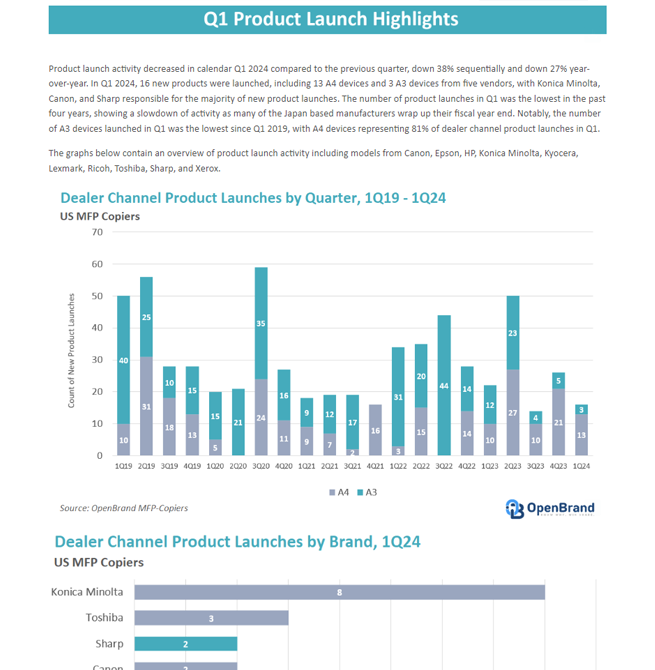 Q1 Product Launch Highlights
Product launch activity decreased in calendar Q1 2024 compared to the previous quarter, down 38% sequentially and down 27% year-
over-year. In Q1 2024, 16 new products were launched, including 13 A4 devices and 3 A3 devices from five vendors, with Konica Minolta,
Canon, and Sharp responsible for the majority of new product launches. The number of product launches in Q1 was the lowest in the past
four years, showing a slowdown of activity as many of the Japan based manufacturers wrap up their fiscal year end. Notably, the number
of A3 devices launched in Q1 was the lowest since Q1 2019, with A4 devices representing 81% of dealer channel product launches in Q1.
The graphs below contain an overview of product launch activity including models from Canon, Epson, HP, Konica Minolta, Kyocera,
Lexmark, Ricoh, Toshiba, Sharp, and Xerox.
Dealer Channel Product Launches by Quarter, 1Q19 - 1Q24
US MFP Copiers
Count of New Product Launches
70
60
50
40
30
20
10
0
40 25 10 15 15 21 35 16 9 12 17 31 20 44 14 12 23 4 5 3
10 31 18 13 5 24 11 9 7 2 16 3 15 14 10 27 10 21 13
1Q19 2Q19 3Q19 4Q19 1Q20 2Q20 3Q20 4Q20 1Q21 2Q21 3Q21 4Q21 1Q22 2Q22 3Q22 4Q22 1Q23 2Q23 3Q23 4Q23 1Q24
A4 A3
Source: OpenBrand MFP-Copiers
OpenBrand
Dealer Channel Product Launches by Brand, 1Q24
US MFP Copiers
Konica Minolta 8
Toshiba 3
Sharp 2
Canon 2